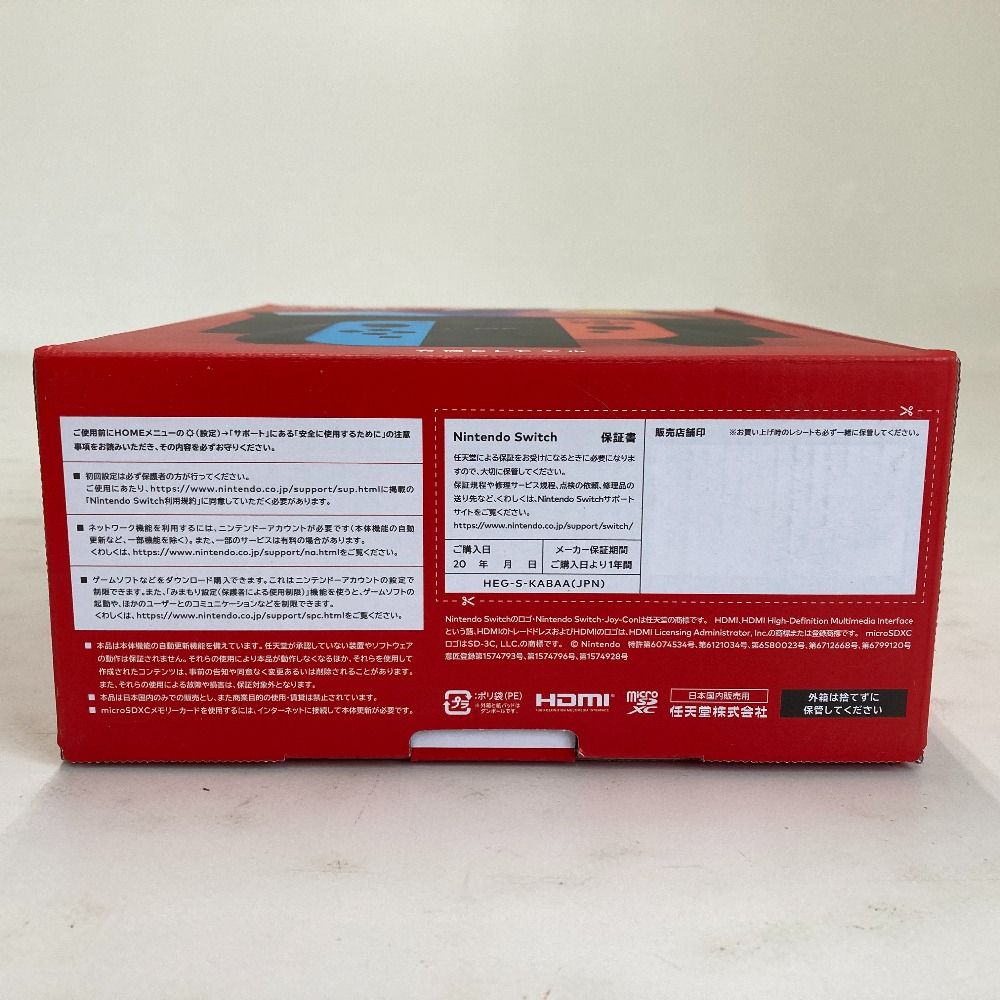 有機ELモデル
ご使用前にHOMEメニューの(設定)→「サポート」にある「安全に使用するために」の注意
事項をお読みいただき、その内容を必ずお守りください。
■ 初回設定は必ず保護者の方が行ってください。
ご使用にあたり、https://www.nintendo.co.jp/support/sup.htmlに掲載の
「Nintendo Switch利用規約」に同意していただく必要があります。
■ ネットワーク機能を利用するには、ニンテンドーアカウントが必要です(本体機能の自動
更新など、一部機能を除く)。また、一部のサービスは有料の場合があります。
くわしくは、https://www.nintendo.co.jp/support/na.htmlをご覧ください。
■ ゲームソフトなどをダウンロード購入できます。これはニンテンドーアカウントの設定で
制限できます。また、「みまもり設定(保護者による使用制限)」機能を使うと、ゲームソフトの
起動や、ほかのユーザーとのコミュニケーションなどを制限できます。
くわしくは、https://www.nintendo.co.jp/support/spc.htmlをご覧ください。
■ 本品は本体機能の自動更新機能を備えています。任天堂が承認していない装置やソフトウェア
の動作は保証されません。それらの使用により本品が動作しなくなるほか、それらを使用して
作成されたコンテンツは、事前の告知や同意なく変更あるいは削除されることがあります。
また、それらの使用による故障や損害は、保証対象外となります。
■ 本品は日本国内のみでの販売とし、また商業目的の使用・賃貸は禁止されています。
■ microSDXCメモリーカードを使用するには、インターネットに接続して本体更新が必要です。
Nintendo Switch 保証書
任天堂による保証をお受けになるときに必要になりま
すので、大切に保管してください。
保証規程や修理サービス規程、点検の依頼、修理品の
送り先など、くわしくは、Nintendo Switchサポート
サイトをご覧ください。
https://www.nintendo.co.jp/support/switch/
ご購入日 メーカー保証期間
20 年 月 日 ご購入日より1年間
HEG-S-KABAA(JPN)
販売店舗印 ※お買い上げ時のレシートも必ず一緒に保管してください。
Nintendo Switchのロゴ・Nintendo Switch・Joy-Conは任天堂の商標です。 HDMI、HDMI High-Definition Multimedia Interface
という語、HDMIのトレードドレスおよびHDMIのロゴは、HDMI Licensing Administrator, Inc.の商標または登録商標です。 microSDXC
ロゴはSD-3C, LLC.の商標です。 © Nintendo 特許第6074534号、第6121034号、第6580023号、第6712668号、第6799120号
意匠登録第1574793号、第1574796号、第1574928号
プラ
:ポリ袋(PE)
※外箱と紙パッドは
ダンボールです。
HDMI
HIGH-DEFINITION MULTIMEDIA INTERFACE
micro
SD
XC
日本国内販売用
任天堂株式会社
外箱は捨てずに
保管してください